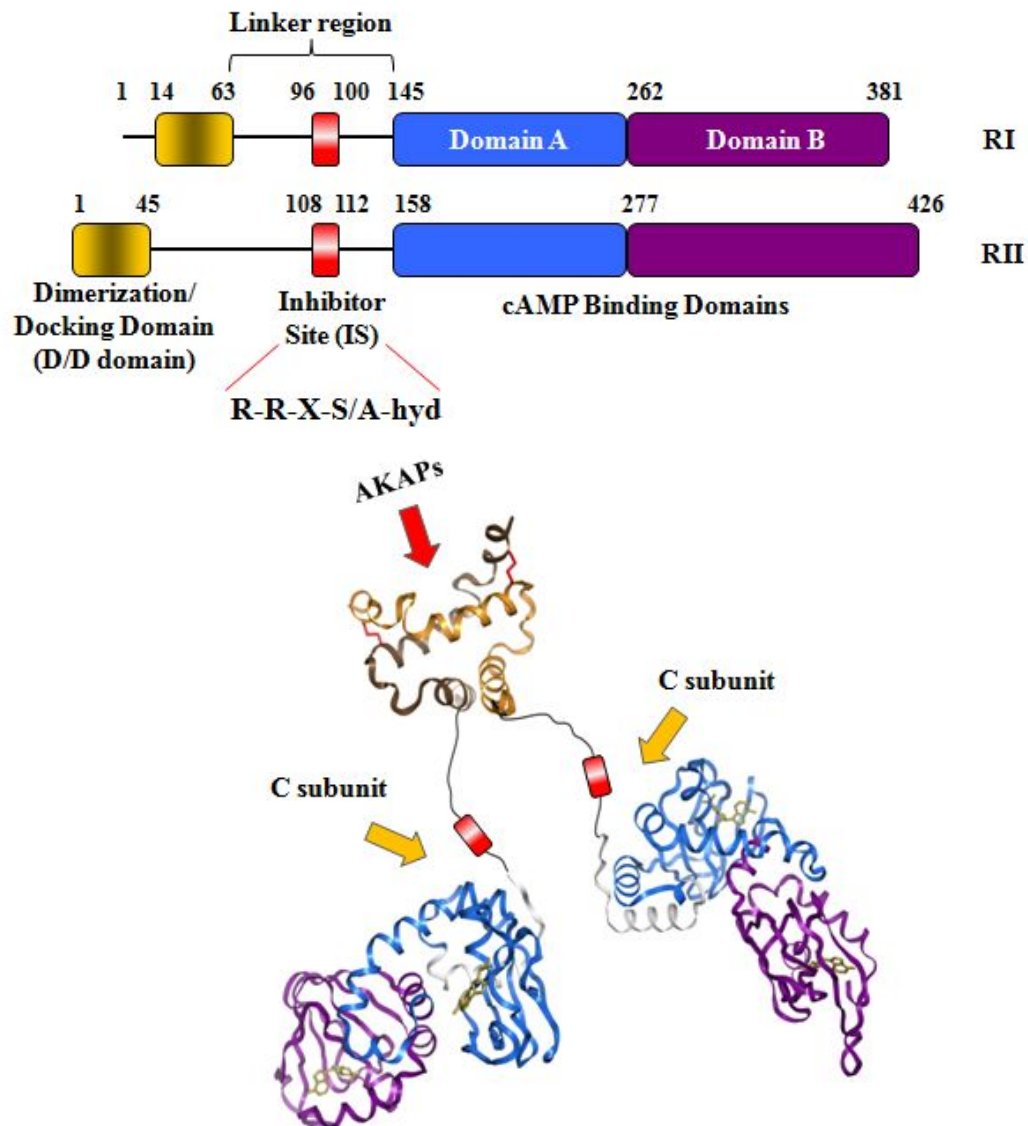 Linker region
1 14 63 96 100 145 262 381
Domain A Domain B RI
1 45 108 112 158 277 426
RII
Dimerization/
Docking Domain
(D/D domain)
Inhibitor
Site (IS)
cAMP Binding Domains
R-R-X-S/A-hyd
AKAPs
C subunit
C subunit